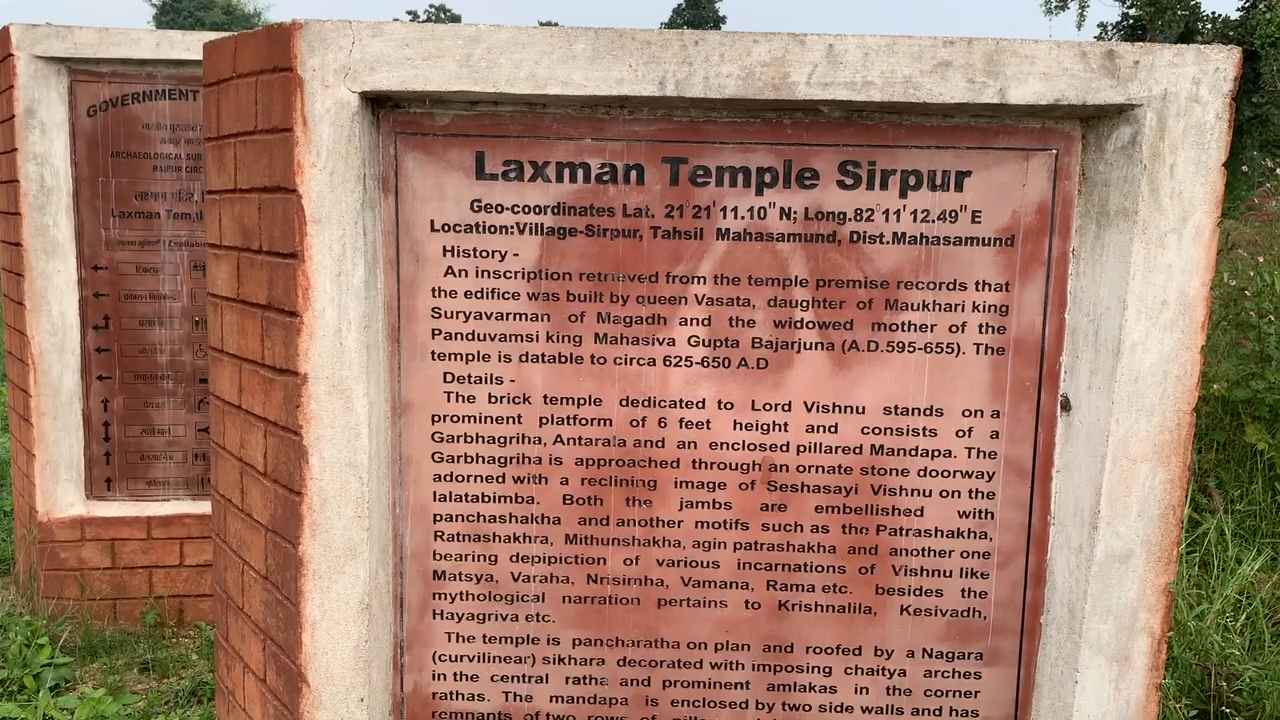 GOVERNMENT
ARCHAEOLOGICAL SUR
RAIPUR CIRC
लक्ष्मण मंदिर,
Laxman Templ
Available
Laxman Temple Sirpur
Geo-coordinates Lat. 21°21'11.10" N; Long.82°11'12.49" E
Location:Village-Sirpur, Tahsil Mahasamund, Dist.Mahasamund
History -
An inscription retrieved from the temple premise records that
the edifice was built by queen Vasata, daughter of Maukhari king
Suryavarman of Magadh and the widowed mother of the
Panduvamsi king Mahasiva Gupta Bajarjuna (A.D.595-655). The
temple is datable to circa 625-650 A.D
Details -
The brick temple dedicated to Lord Vishnu stands on a
prominent platform of 6 feet height and consists of a
Garbhagriha, Antarala and an enclosed pillared Mandapa. The
Garbhagriha is approached through an ornate stone doorway
adorned with a reclining image of Seshasayi Vishnu on the
lalatabimba. Both the jambs are embellished with
panchashakha and another motifs such as the Patrashakha,
Ratnashakhra, Mithunshakha, agin patrashakha and another one
bearing depipiction of various incarnations of Vishnu like
Matsya, Varaha, Nrisimha, Vamana, Rama etc. besides the
mythological narration pertains to Krishnalila, Kesivadh,
Hayagriva etc.
The temple is pancharatha on plan and roofed by a Nagara
(curvilinear) sikhara decorated with imposing chaitya arches
in the central ratha and prominent amlakas in the corner
rathas. The mandapa is enclosed by two side walls and has
remnants of two rows of